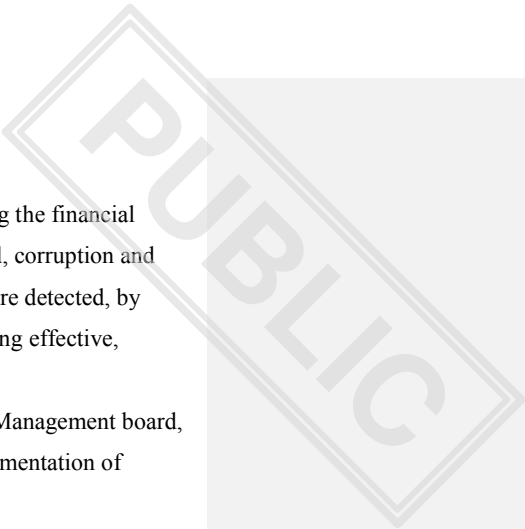 g the financial
, corruption and
re detected, by
ng effective,
Management board,
mentation of
PUBLIC